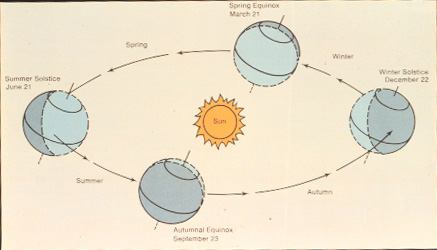 Spring Equinox
March 21
Spring
Winter
Summer Solstice
June 21
Winter Solstice
December 22
Sun
Summer
Autumn
Autumnal Equinox
September 23